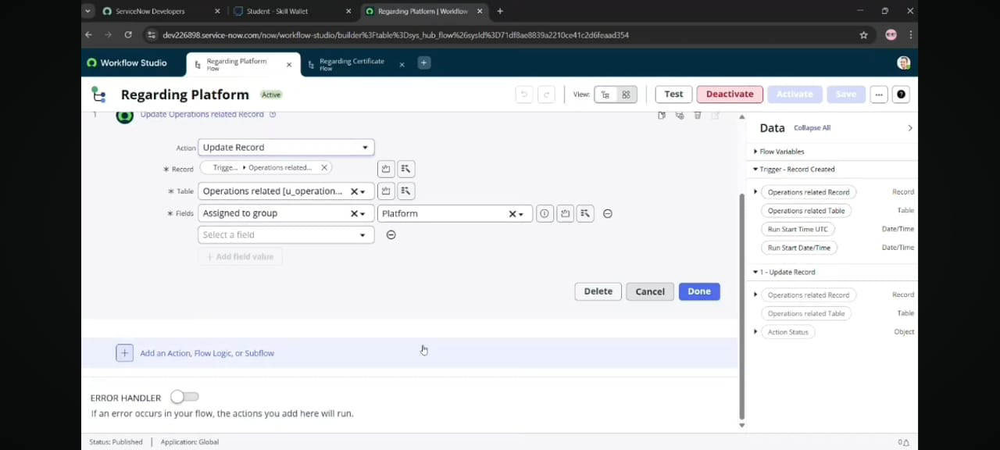 ServiceNow Developers
Student - Skill Wallet
Regarding Platform | Workflow
dev226898.service-now.com/now/workflow-studio/builder%3Ftable%3Dsys_hub_flow%26sysId%3D71df8ae8839a2210ce41c2d6feaad354
Workflow Studio
Regarding Platform
Flow
Regarding Certificate
Flow
Regarding Platform
Active
View:
Test
Deactivate
Activate
Save
1
Update Operations related Record
Action
Update Record
* Record
Trigge... ▸ Operations related...
* Table
Operations related [u_operation...
* Fields
Assigned to group
Platform
Select a field
+ Add field value
Delete
Cancel
Done
Add an Action, Flow Logic, or Subflow
ERROR HANDLER
If an error occurs in your flow, the actions you add here will run.
Data
Collapse All
Flow Variables
Trigger - Record Created
Operations related Record
Record
Operations related Table
Table
Run Start Time UTC
Date/Time
Run Start Date/Time
Date/Time
1 - Update Record
Operations related Record
Record
Operations related Table
Table
Action Status
Object
Status: Published
Application: Global
0